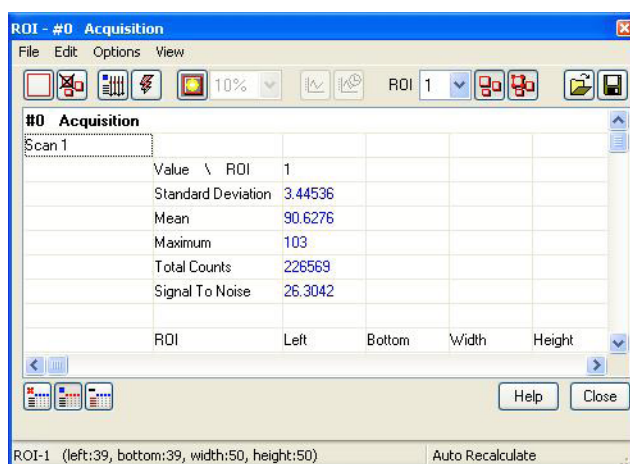 ROI - #0 Acquisition
File Edit Options View
10% ROI 1
#0 Acquisition
Scan 1
Value \ ROI 1
Standard Deviation 3.44536
Mean 90.6276
Maximum 103
Total Counts 226569
Signal To Noise 26.3042
ROI Left Bottom Width Height
Help Close
ROI-1 (left:39, bottom:39, width:50, height:50) Auto Recalculate